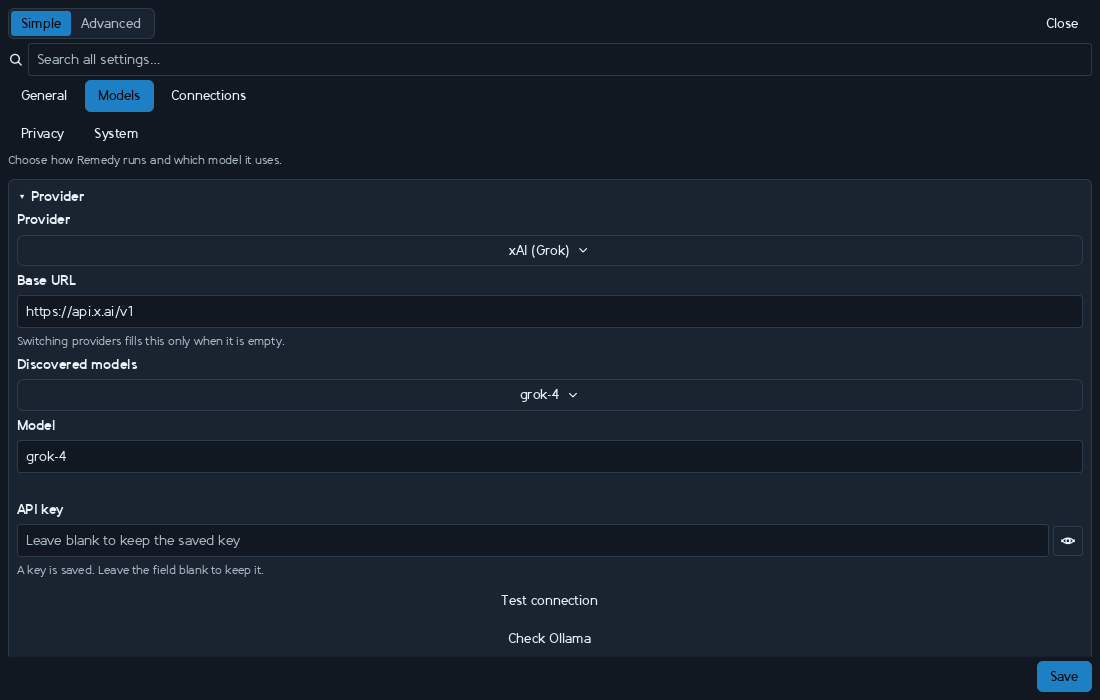 Simple Advanced Close
Search all settings...
General Models Connections
Privacy System
Choose how Remedy runs and which model it uses.
Provider
Provider
xAI (Grok)
Base URL
https://api.x.ai/v1
Switching providers fills this only when it is empty.
Discovered models
grok-4
Model
grok-4
API key
Leave blank to keep the saved key
A key is saved. Leave the field blank to keep it.
Test connection
Check Ollama
Save